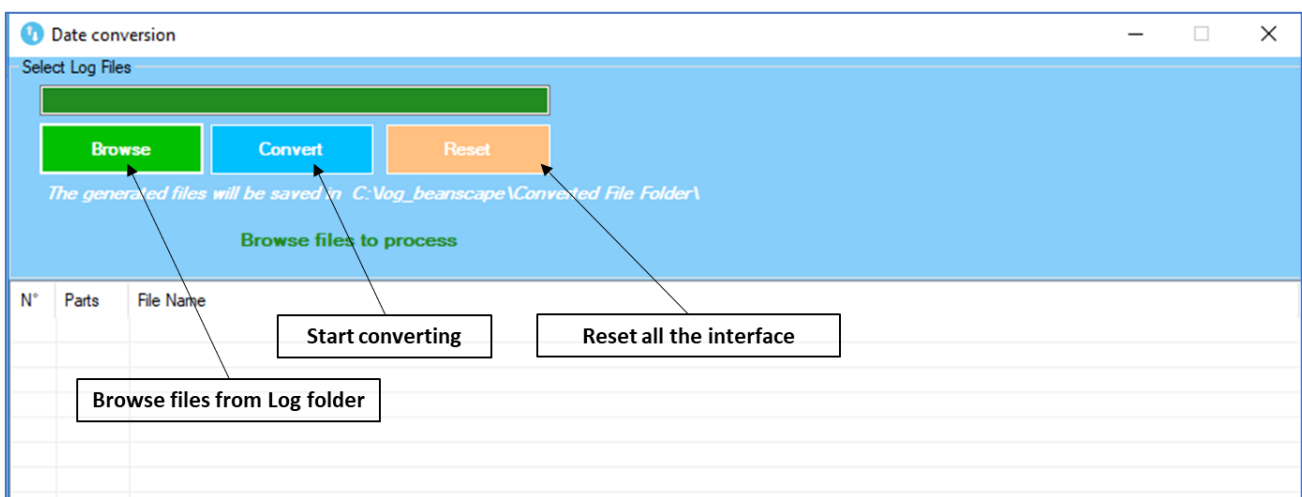 Date conversion
Select Log Files
Browse Convert Reset
The generated files will be saved in C:\log_beanscape\Converted File Folder\
Browse files to process
N° Parts File Name
Start converting Reset all the interface
Browse files from Log folder